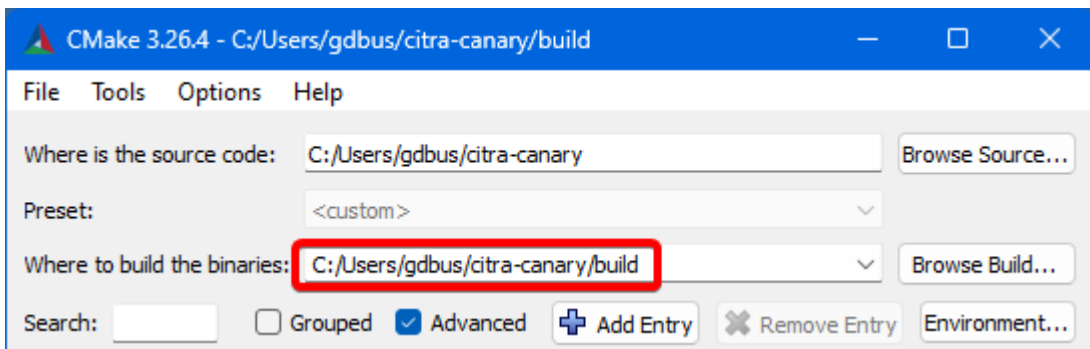 CMake 3.26.4 - C:/Users/gdbus/citra-canary/build
File Tools Options Help
Where is the source code: C:/Users/gdbus/citra-canary Browse Source...
Preset: <custom>
Where to build the binaries: C:/Users/gdbus/citra-canary/build Browse Build...
Search: Grouped Advanced Add Entry Remove Entry Environment...